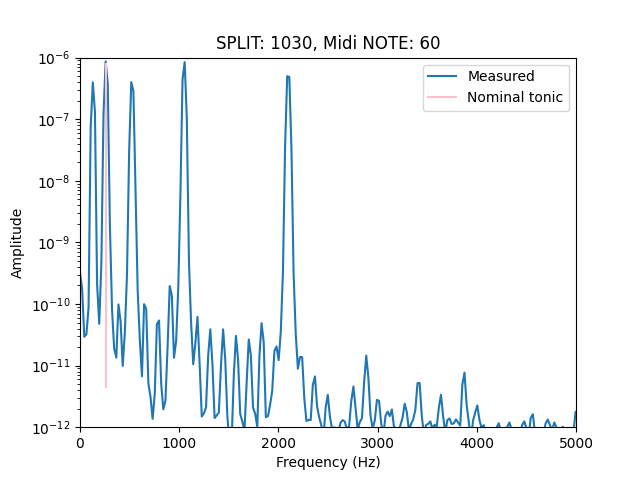 SPLIT: 1030, Midi NOTE: 60
Measured
Nominal tonic
Amplitude
10⁻⁶
10⁻⁷
10⁻⁸
10⁻⁹
10⁻¹⁰
10⁻¹¹
10⁻¹²
0 1000 2000 3000 4000 5000
Frequency (Hz)